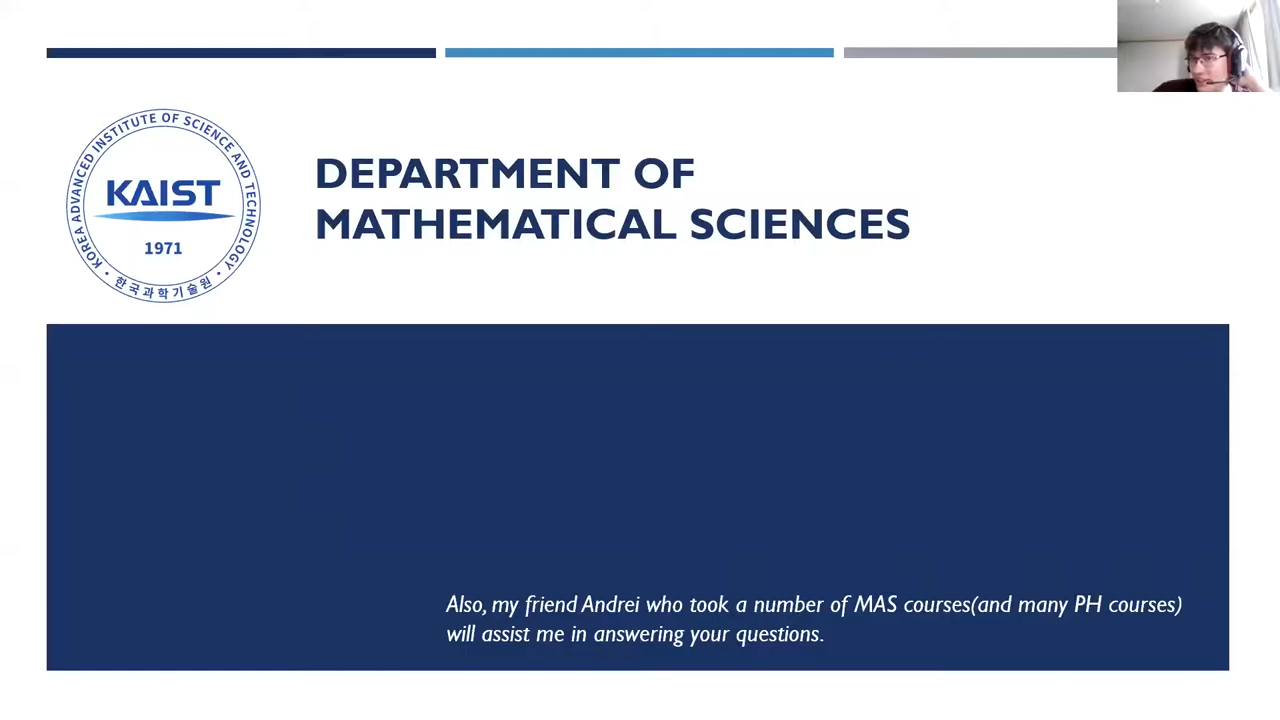 KOREA ADVANCED INSTITUTE OF SCIENCE AND TECHNOLOGY
KAIST
1971
한국과학기술원
DEPARTMENT OF
MATHEMATICAL SCIENCES
Also, my friend Andrei who took a number of MAS courses(and many PH courses)
will assist me in answering your questions.